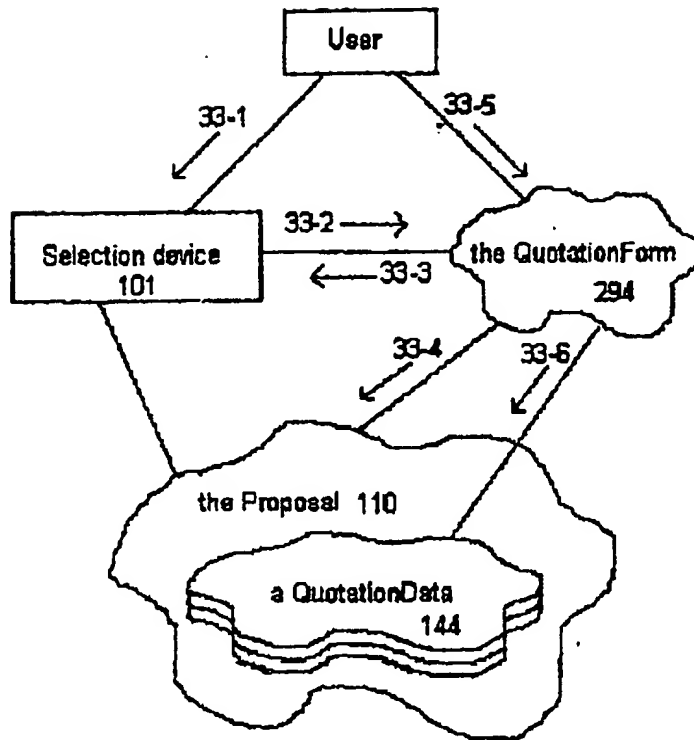 User
33-1
33-5
33-2
Selection device
101
the QuotationForm
294
33-3
33-4
33-6
the Proposal 110
a QuotationData
144